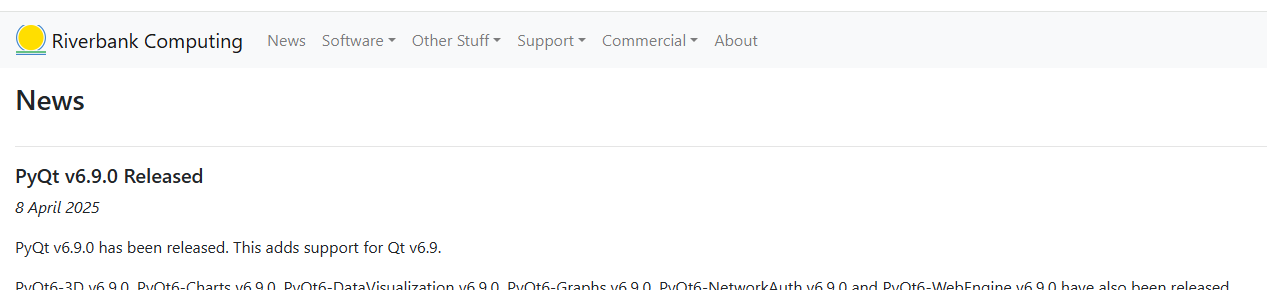 Riverbank Computing News Software Other Stuff Support Commercial About
News
PyQt v6.9.0 Released
8 April 2025
PyQt v6.9.0 has been released. This adds support for Qt v6.9.
PyQt6-3D v6.9.0, PyQt6-Charts v6.9.0, PyQt6-DataVisualization v6.9.0, PyQt6-Graphs v6.9.0, PyQt6-NetworkAuth v6.9.0 and PyQt6-WebEngine v6.9.0 have also been released.